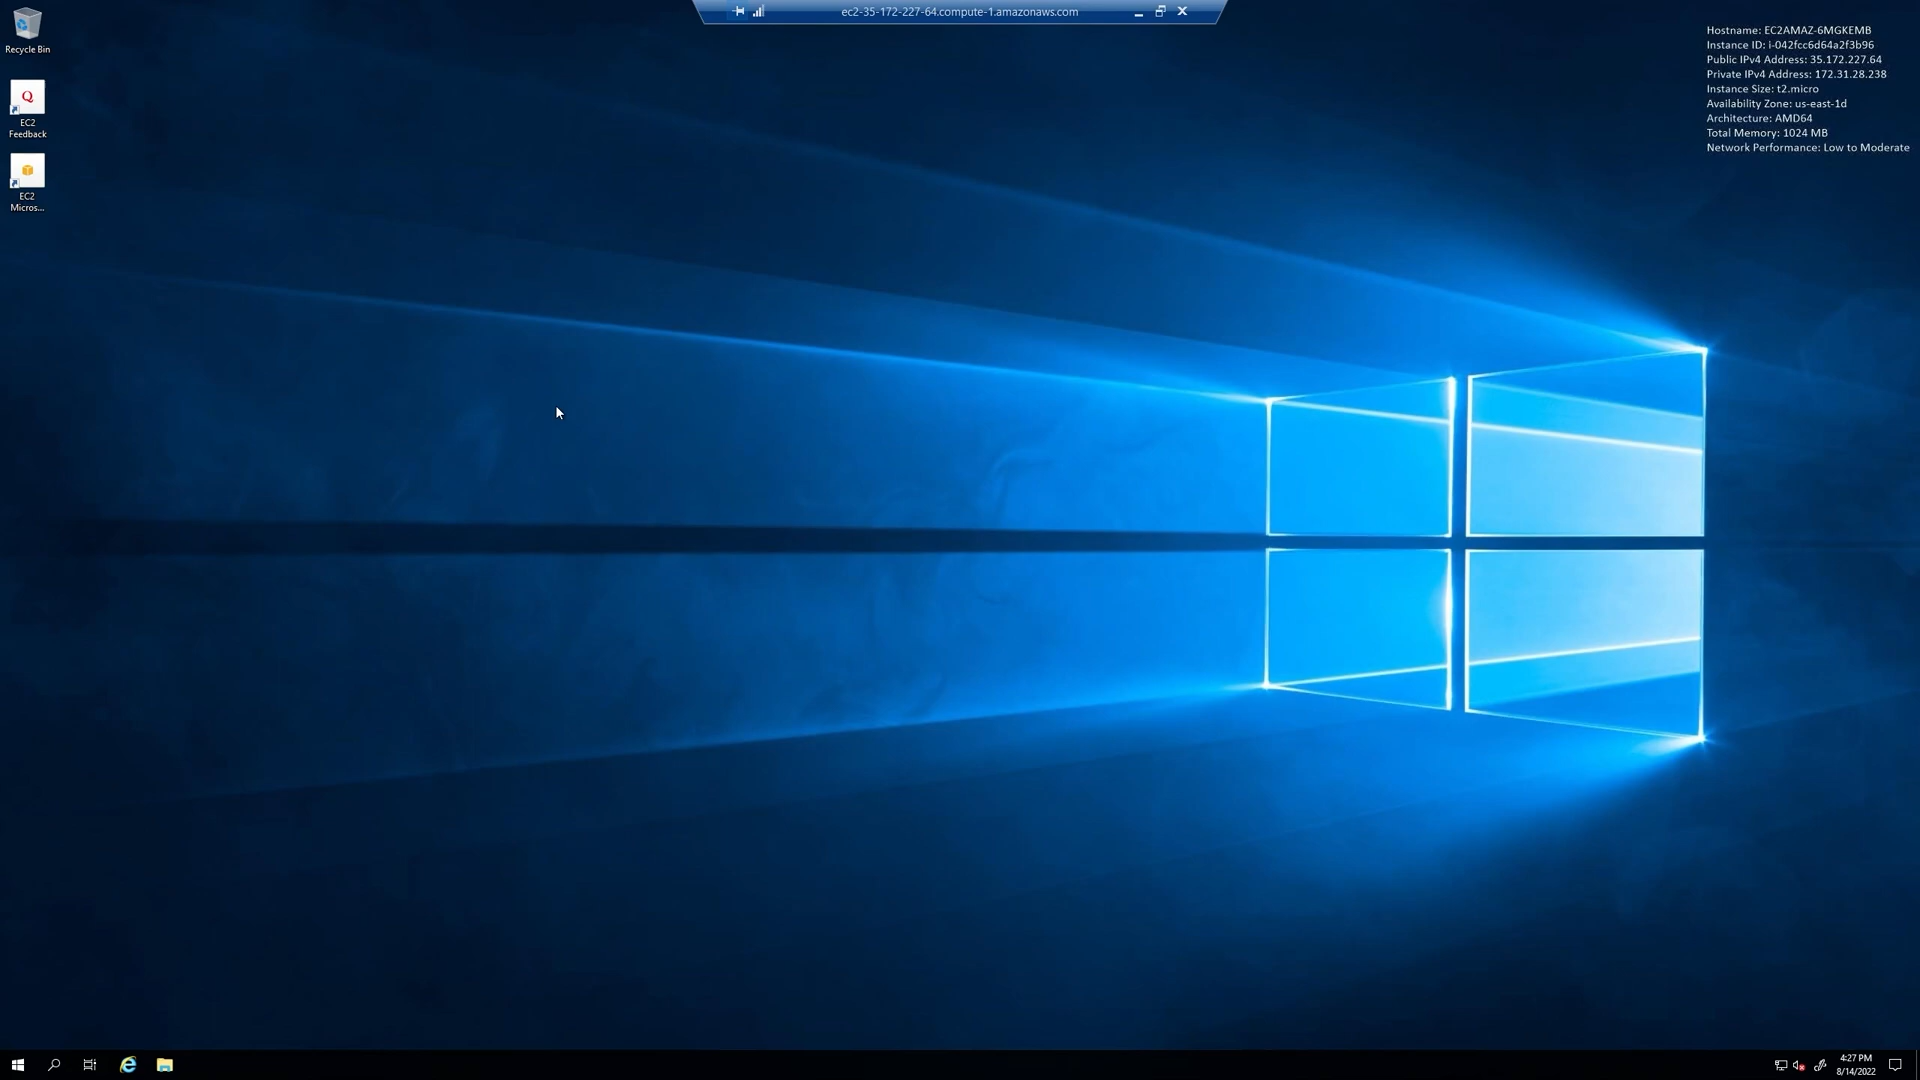 ec2-35-172-227-64.compute-1.amazonaws.com
Recycle Bin
Q
EC2
Feedback
EC2
Micros...
Hostname: EC2AMAZ-6MGKEMB
Instance ID: i-042fcc6d64a2f3b96
Public IPv4 Address: 35.172.227.64
Private IPv4 Address: 172.31.28.238
Instance Size: t2.micro
Availability Zone: us-east-1d
Architecture: AMD64
Total Memory: 1024 MB
Network Performance: Low to Moderate
4:27 PM
8/14/2022